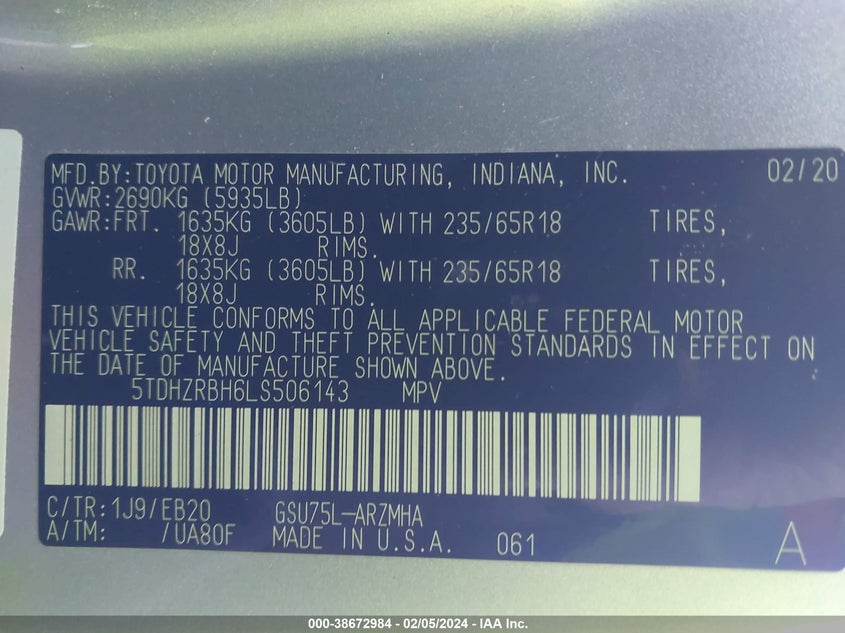 MFD.BY:TOYOTA MOTOR MANUFACTURING, INDIANA, INC. 02/20
GVWR:2690KG (5935LB)
GAWR:FRT. 1635KG (3605LB) WITH 235/65R18 TIRES,
18X8J RIMS.
RR. 1635KG (3605LB) WITH 235/65R18 TIRES,
18X8J RIMS.
THIS VEHICLE CONFORMS TO ALL APPLICABLE FEDERAL MOTOR
VEHICLE SAFETY AND THEFT PREVENTION STANDARDS IN EFFECT ON
THE DATE OF MANUFACTURE SHOWN ABOVE.
5TDHZRBH6LS506143 MPV
C/TR:1J9/EB20 GSU75L-ARZMHA
A/TM: /UA80F MADE IN U.S.A. 061 A
000-38672984 - 02/05/2024 - IAA Inc.